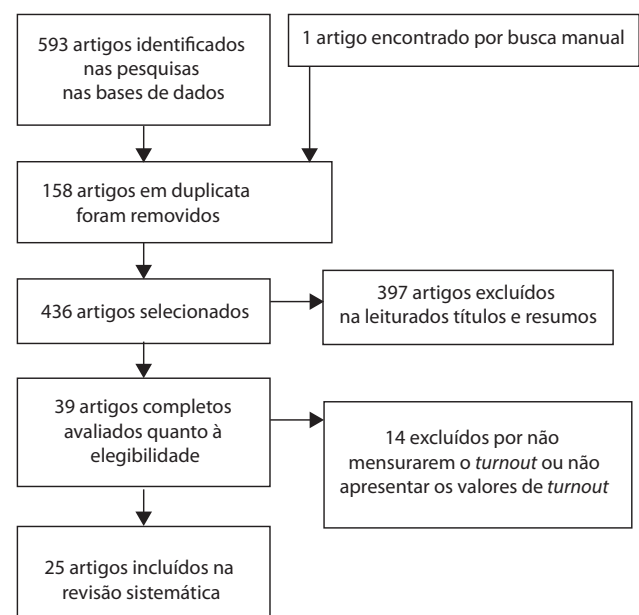 593 artigos identificados
nas pesquisas
nas bases de dados
1 artigo encontrado por busca manual
158 artigos em duplicata
foram removidos
436 artigos selecionados
397 artigos excluídos
na leiturados títulos e resumos
39 artigos completos
avaliados quanto à
elegibilidade
14 excluídos por não
mensurarem o turnout ou não
apresentar os valores de turnout
25 artigos incluídos na
revisão sistemática